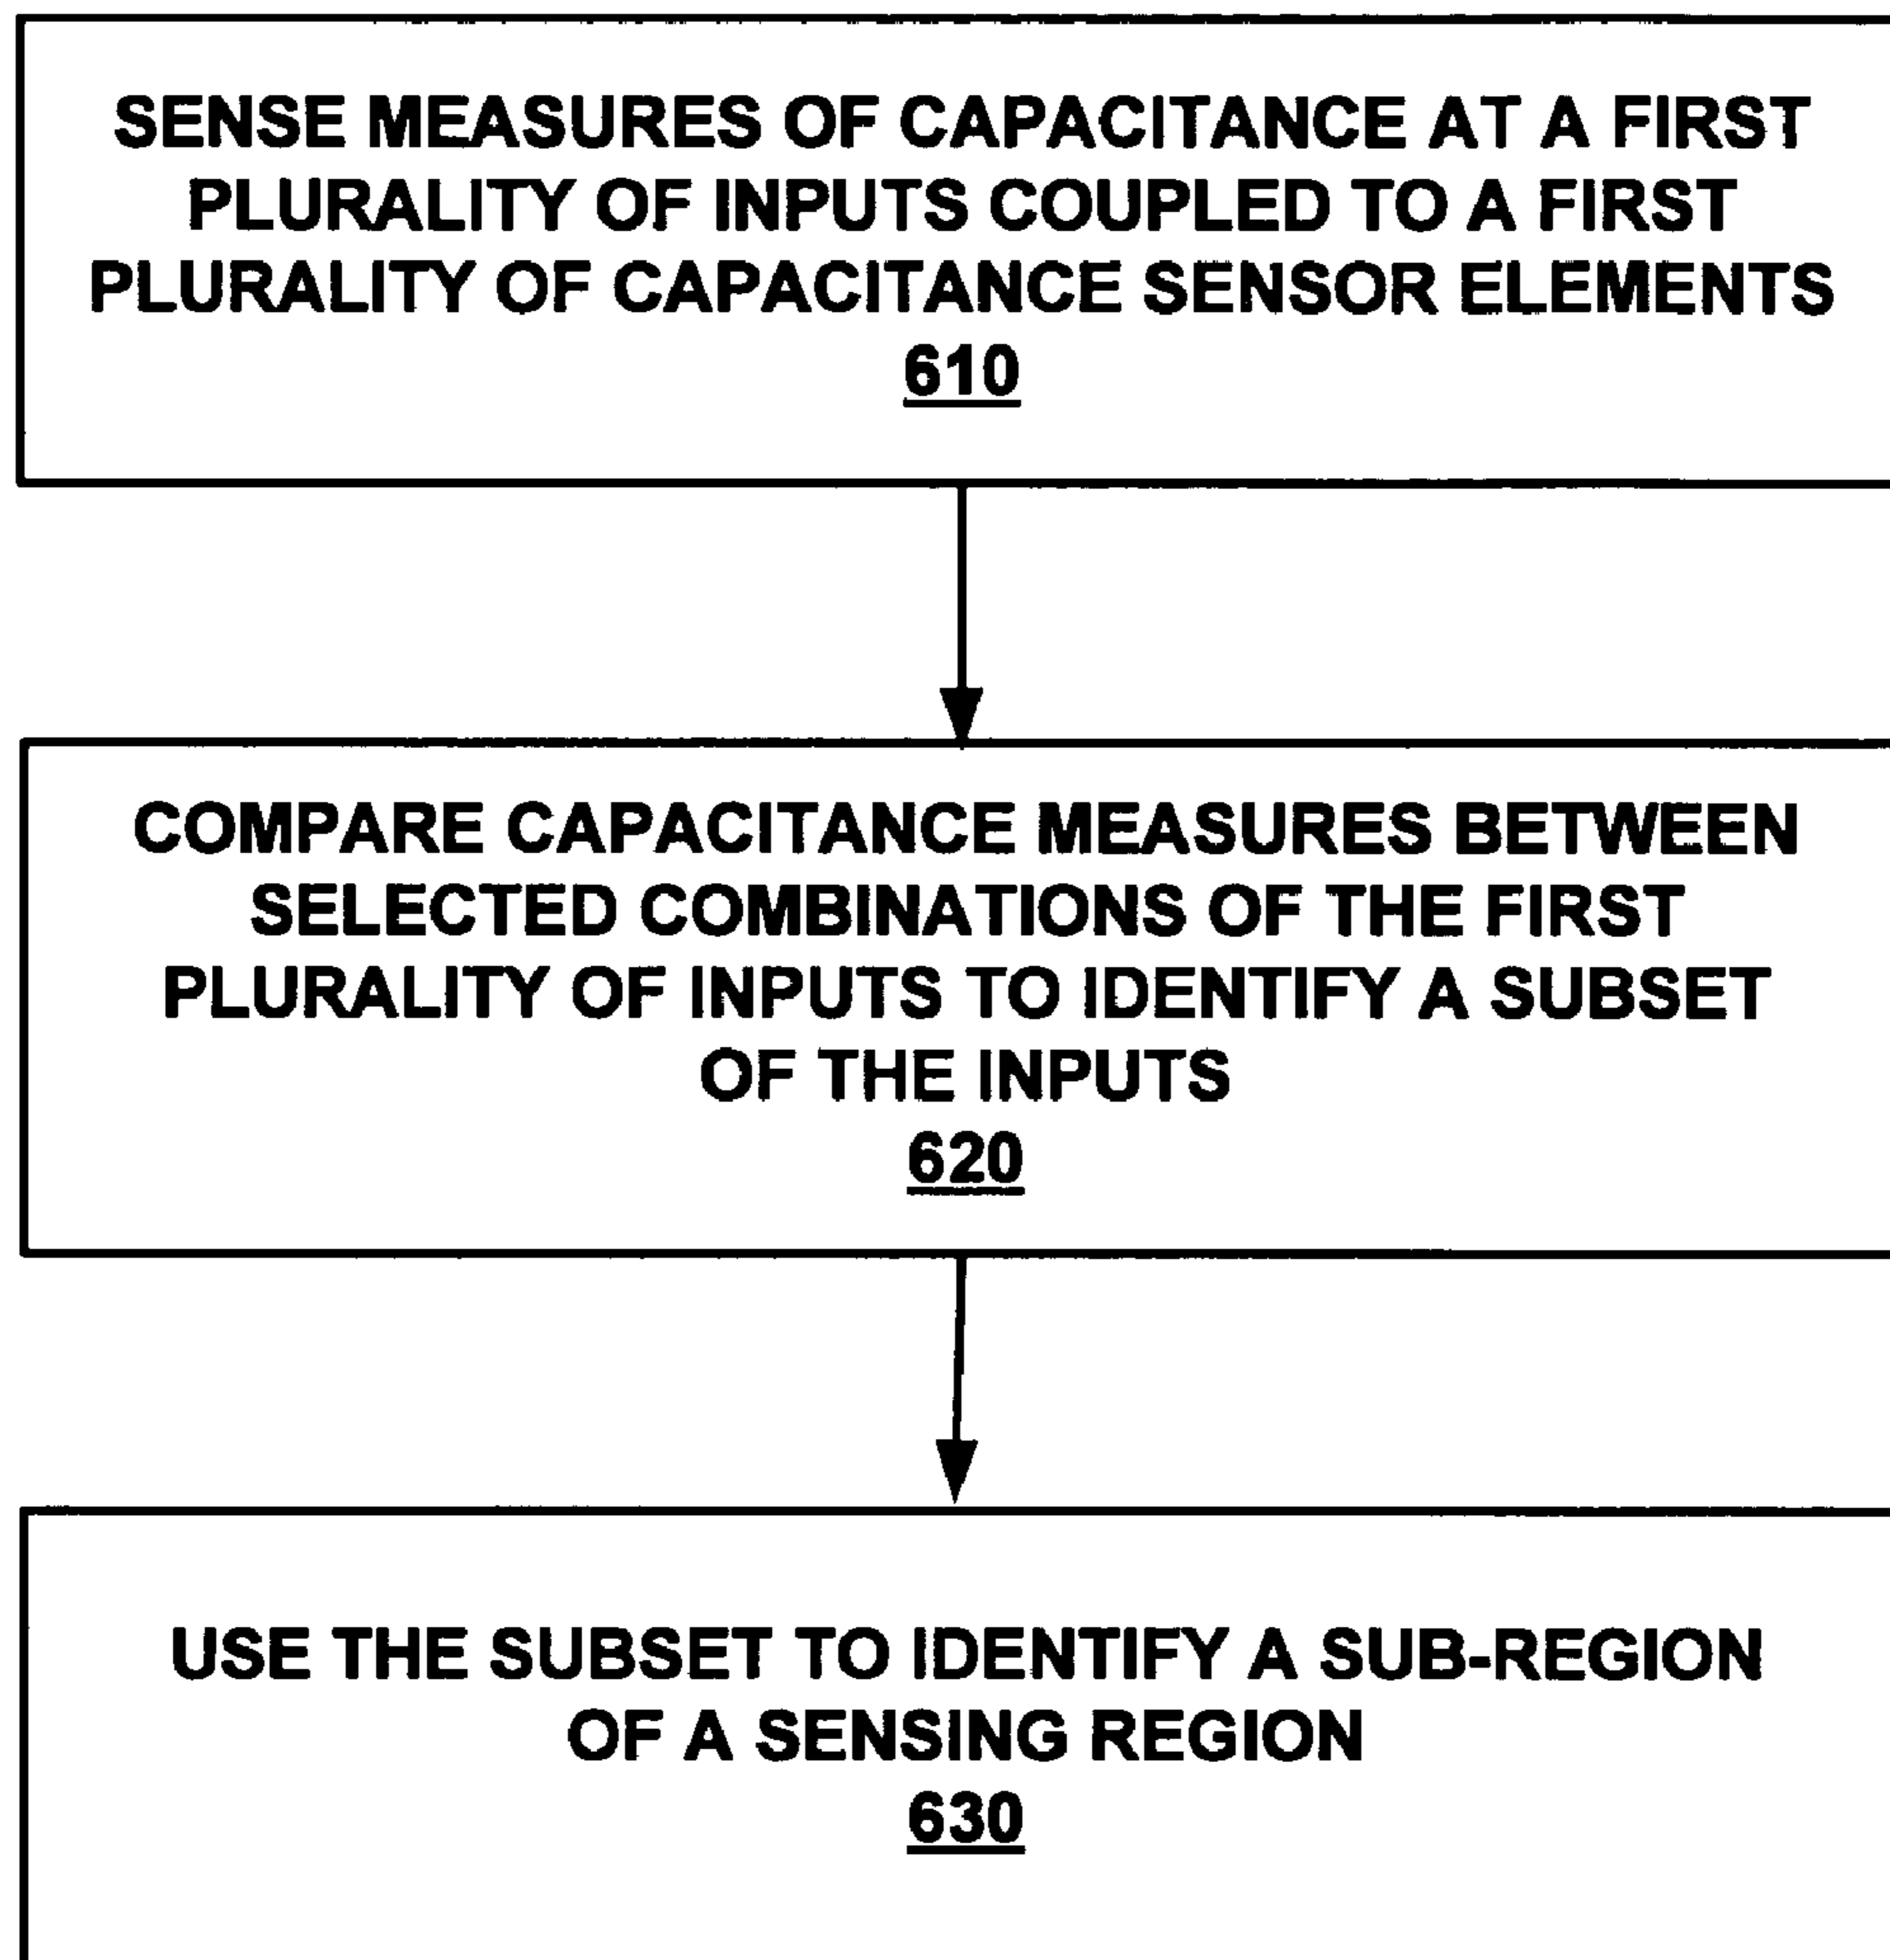 SENSE MEASURES OF CAPACITANCE AT A FIRST
PLURALITY OF INPUTS COUPLED TO A FIRST
PLURALITY OF CAPACITANCE SENSOR ELEMENTS
610
COMPARE CAPACITANCE MEASURES BETWEEN
SELECTED COMBINATIONS OF THE FIRST
PLURALITY OF INPUTS TO IDENTIFY A SUBSET
OF THE INPUTS
620
USE THE SUBSET TO IDENTIFY A SUB-REGION
OF A SENSING REGION
630